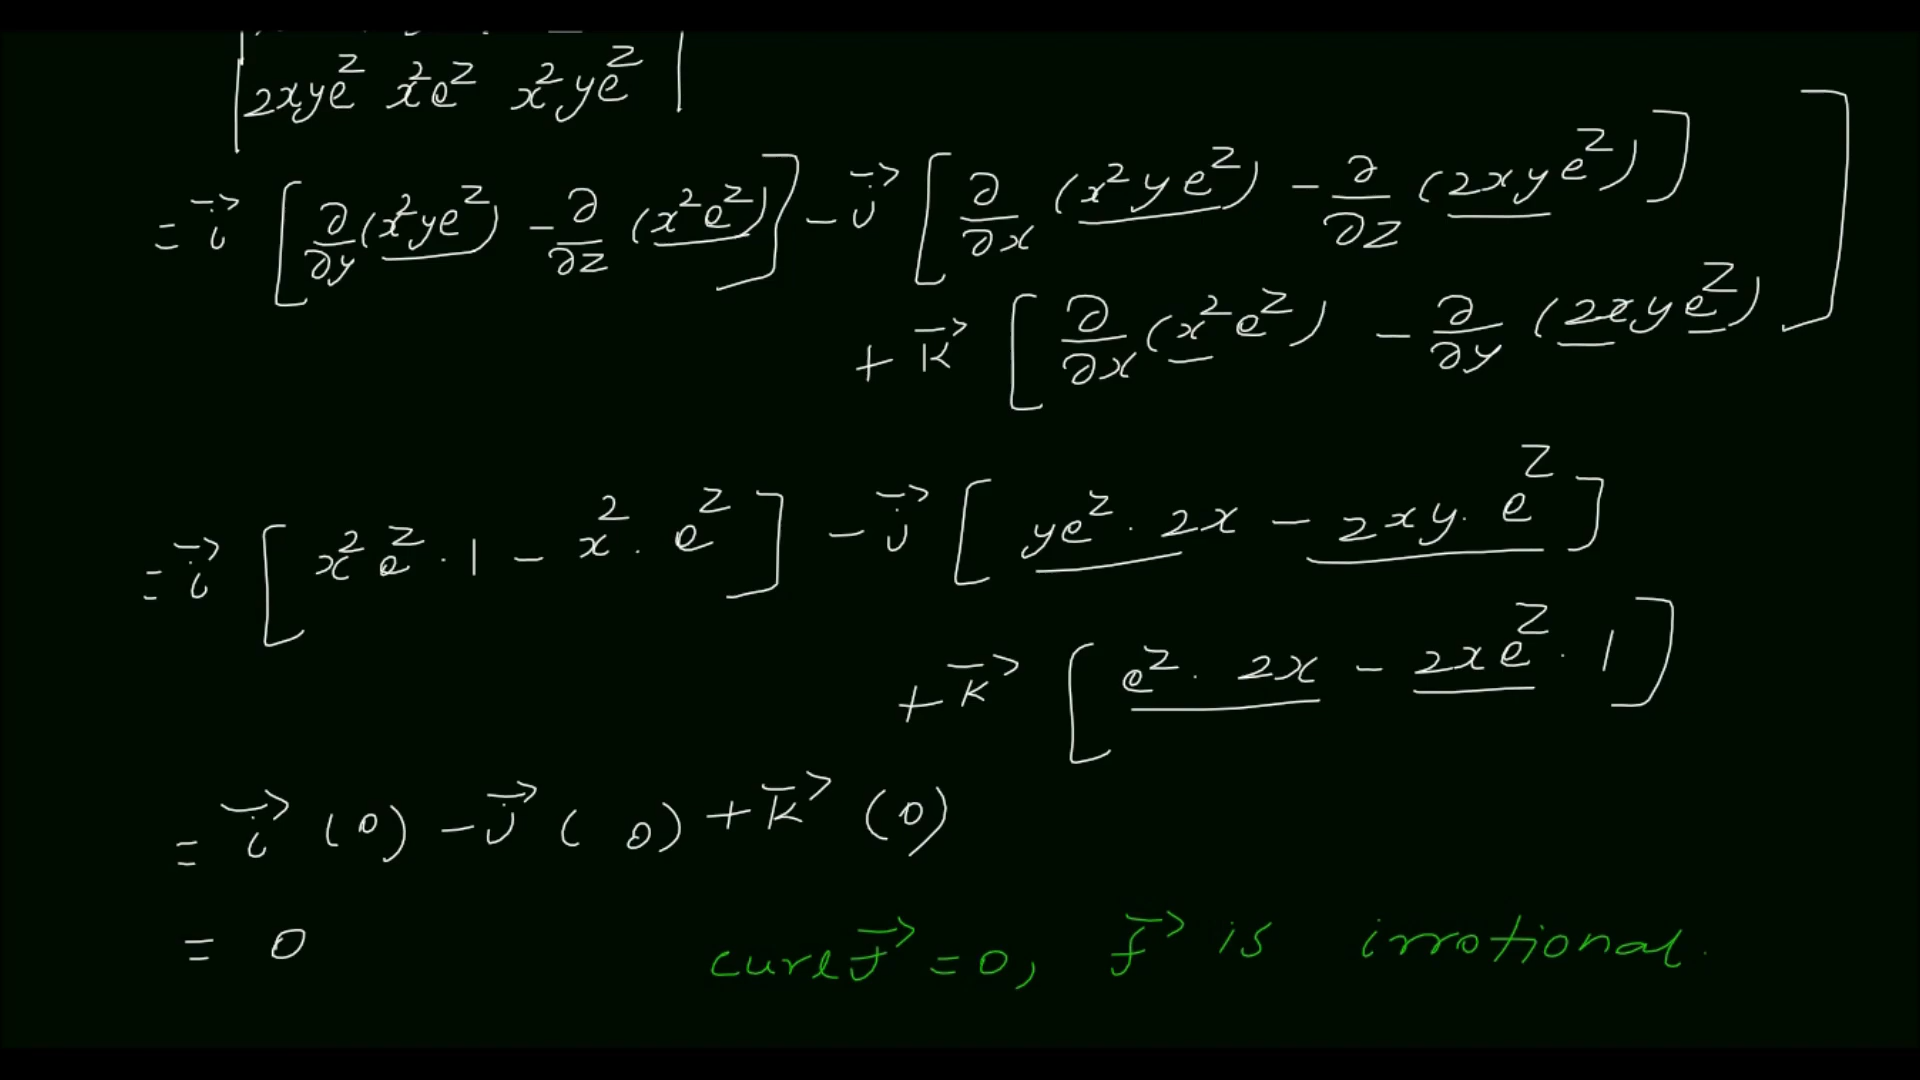 2xye^z x^2e^z x^2ye^z
= i⃗ [ ∂/∂y (x^2ye^z) - ∂/∂z (x^2e^z) ] - j⃗ [ ∂/∂x (x^2ye^z) - ∂/∂z (2xye^z) ] ]
+ k⃗ [ ∂/∂x (x^2e^z) - ∂/∂y (2xye^z)
= i⃗ [ x^2e^z · 1 - x^2 · e^z ] - j⃗ [ ye^z · 2x - 2xy · e^z ]
+ k⃗ [ e^z · 2x - 2xe^z · 1 ]
= i⃗ (0) - j⃗ (0) + k⃗ (0)
= 0 curl f⃗ = 0, f⃗ is irrotional.